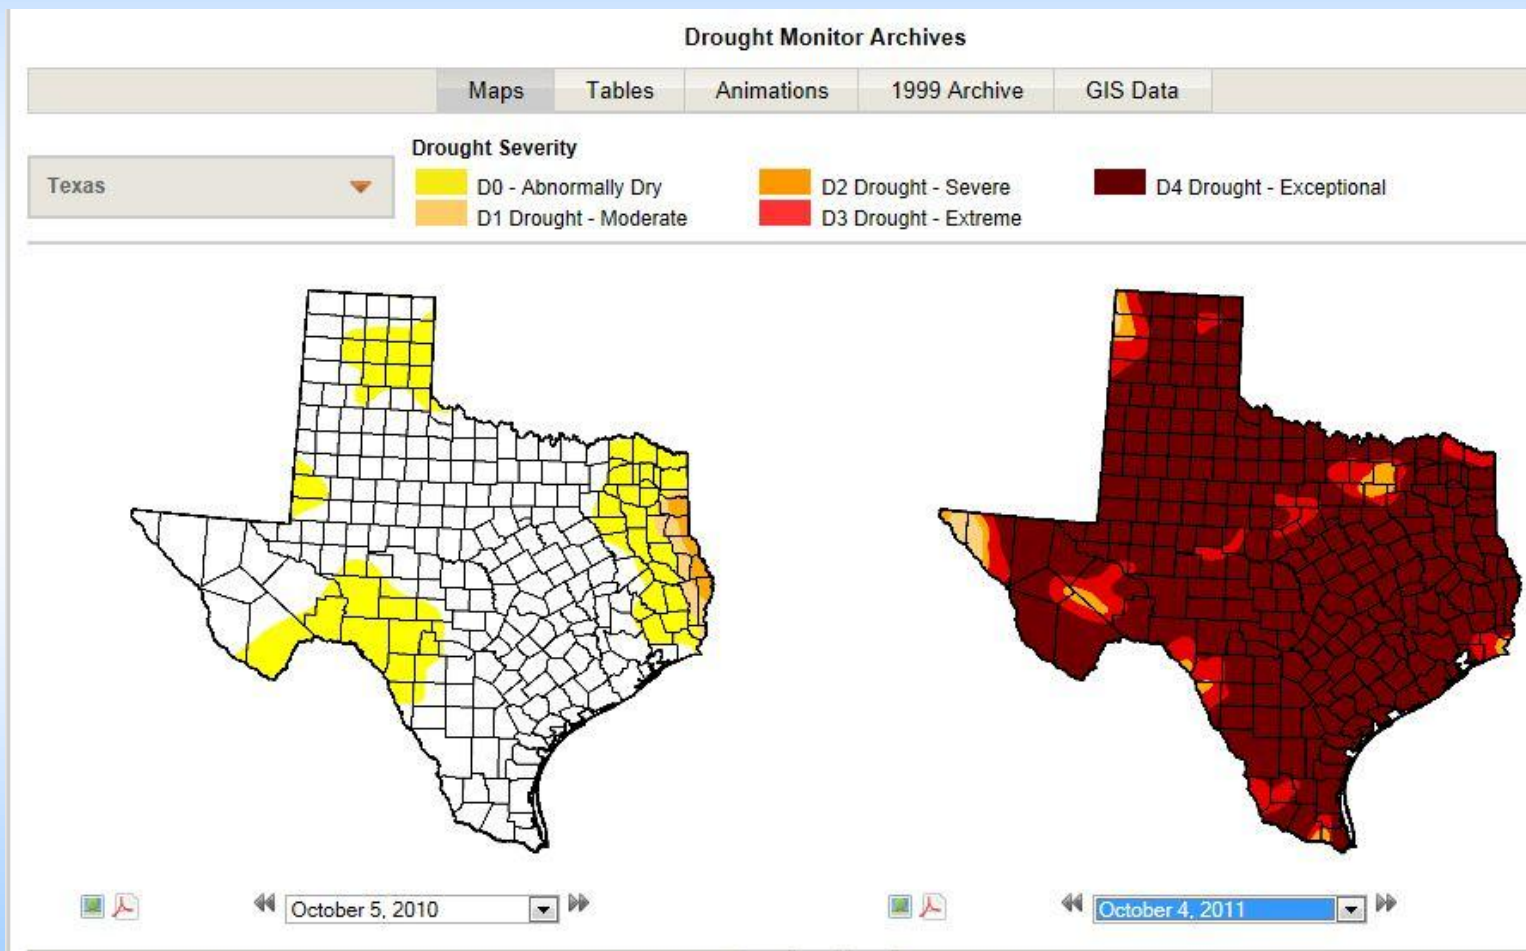 Drought Monitor Archives
Maps Tables Animations 1999 Archive GIS Data
Drought Severity
Texas
D0 - Abnormally Dry
D1 Drought - Moderate
D2 Drought - Severe
D3 Drought - Extreme
D4 Drought - Exceptional
October 5, 2010
October 4, 2011